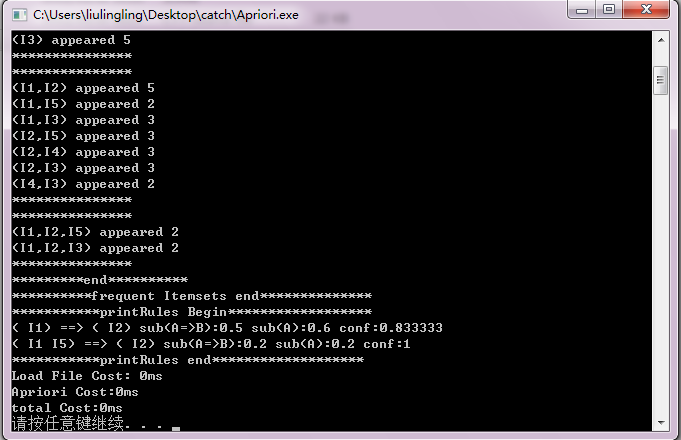 C:\Users\liulingling\Desktop\catch\Apriori.exe
(I3) appeared 5
***************
***************
(I1,I2) appeared 5
(I1,I5) appeared 2
(I1,I3) appeared 3
(I2,I5) appeared 3
(I2,I4) appeared 3
(I2,I3) appeared 3
(I4,I3) appeared 2
***************
***************
(I1,I2,I5) appeared 2
(I1,I2,I3) appeared 2
***************
*********end**********
**********frequent Itemsets end**************
***********printRules Begin******************
( I1) ==> ( I2) sub(A=>B):0.5 sub(A):0.6 conf:0.833333
( I1 I5) ==> ( I2) sub(A=>B):0.2 sub(A):0.2 conf:1
***********printRules end*******************
Load File Cost: 0ms
Apriori Cost:0ms
total Cost:0ms
请按任意键继续. . .